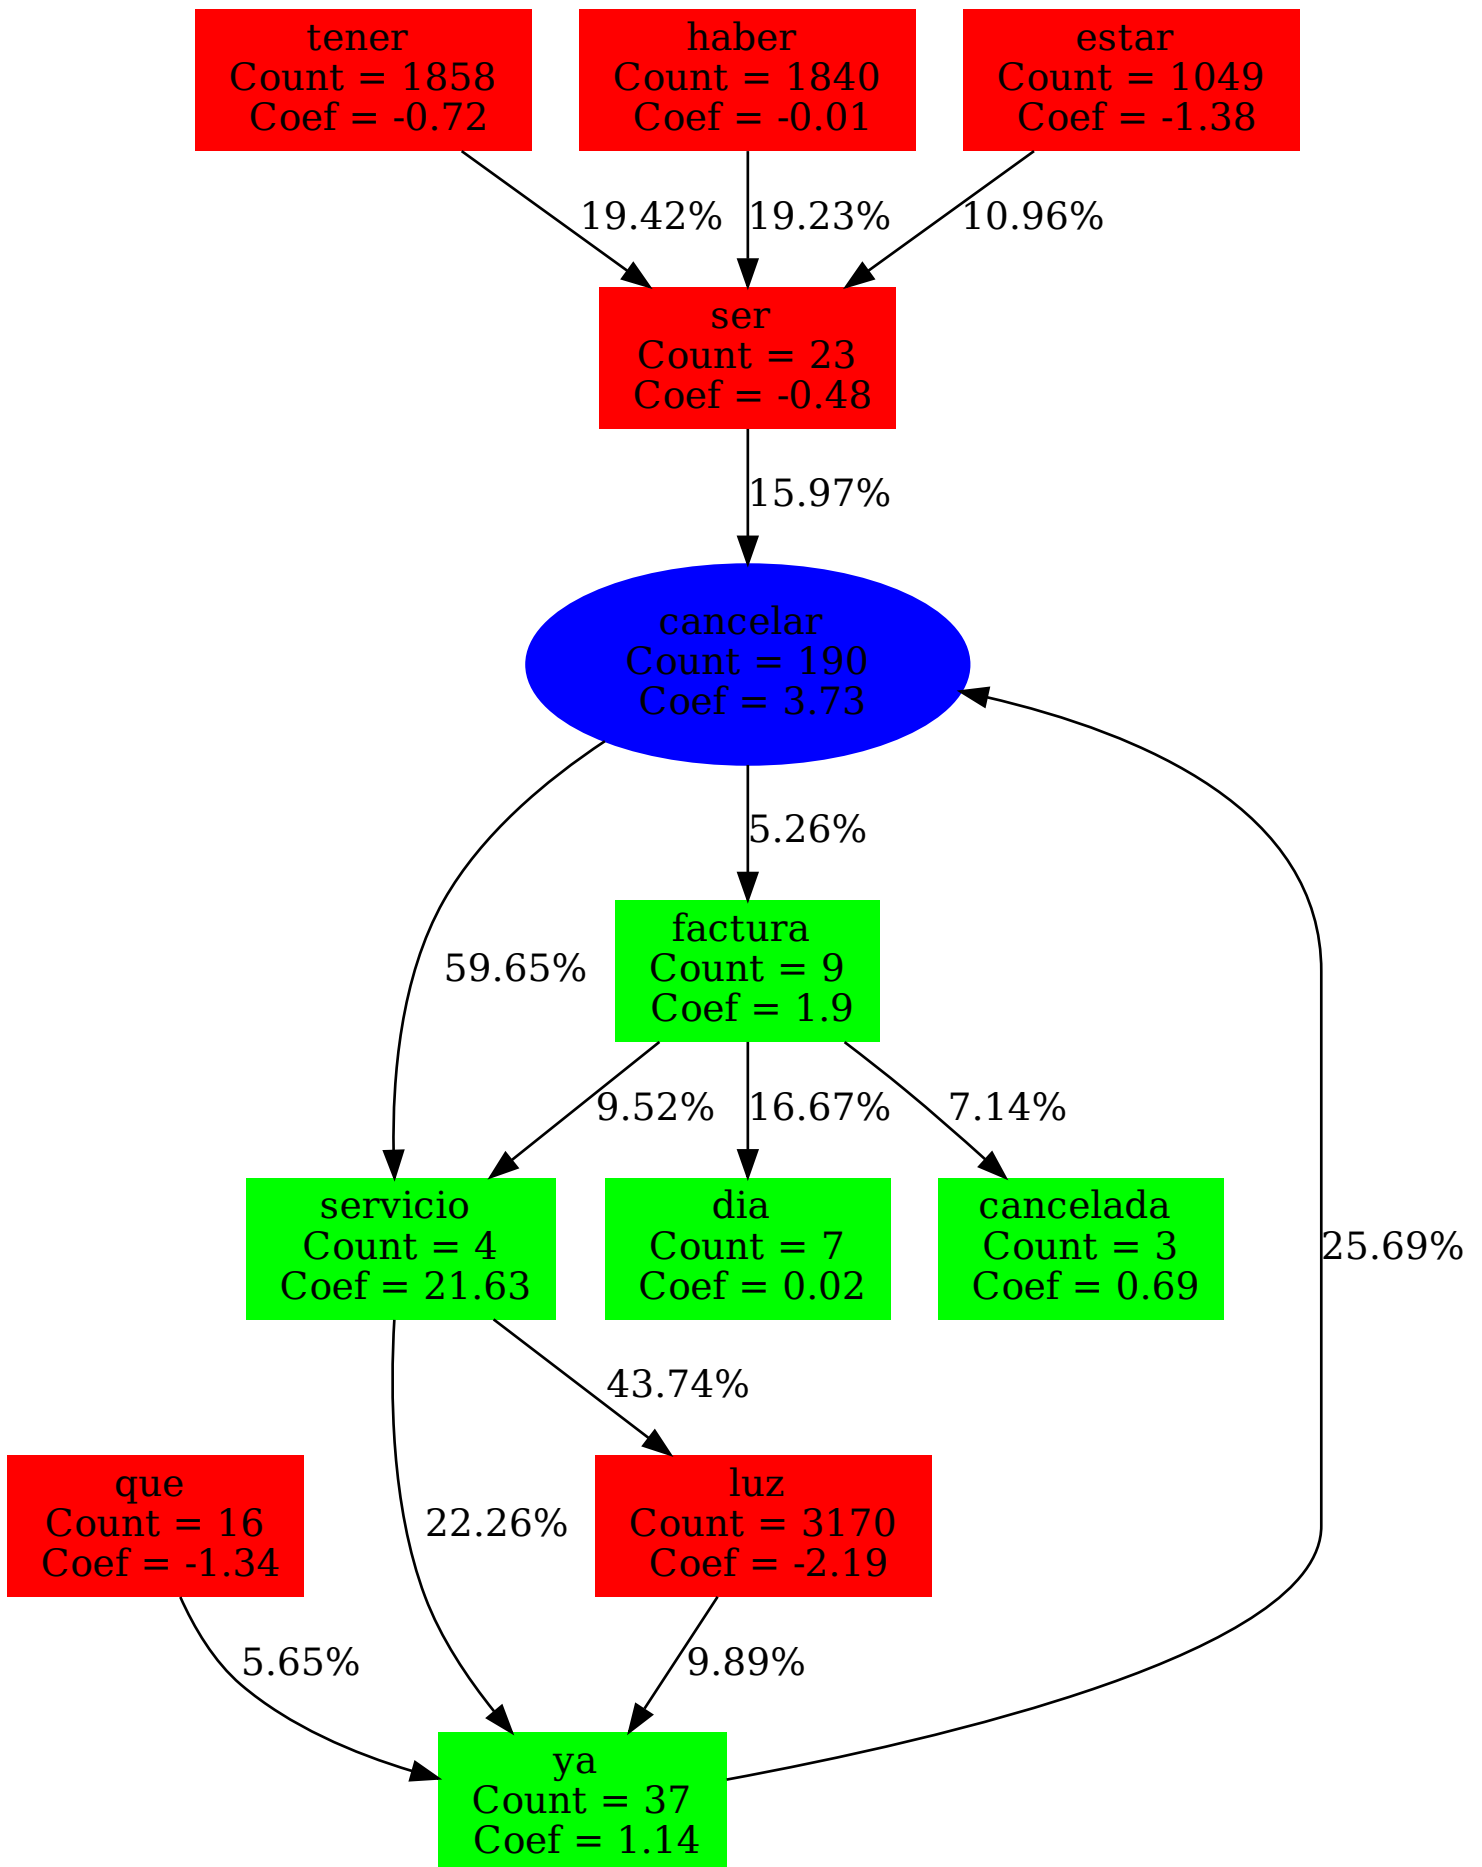 tener
Count = 1858
Coef = -0.72
haber
Count = 1840
Coef = -0.01
estar
Count = 1049
Coef = -1.38
19.42%
19.23%
10.96%
ser
Count = 23
Coef = -0.48
15.97%
cancelar
Count = 190
Coef = 3.73
5.26%
59.65%
factura
Count = 9
Coef = 1.9
9.52%
16.67%
7.14%
servicio
Count = 4
Coef = 21.63
dia
Count = 7
Coef = 0.02
cancelada
Count = 3
Coef = 0.69
25.69%
43.74%
que
Count = 16
Coef = -1.34
22.26%
luz
Count = 3170
Coef = -2.19
5.65%
9.89%
ya
Count = 37
Coef = 1.14